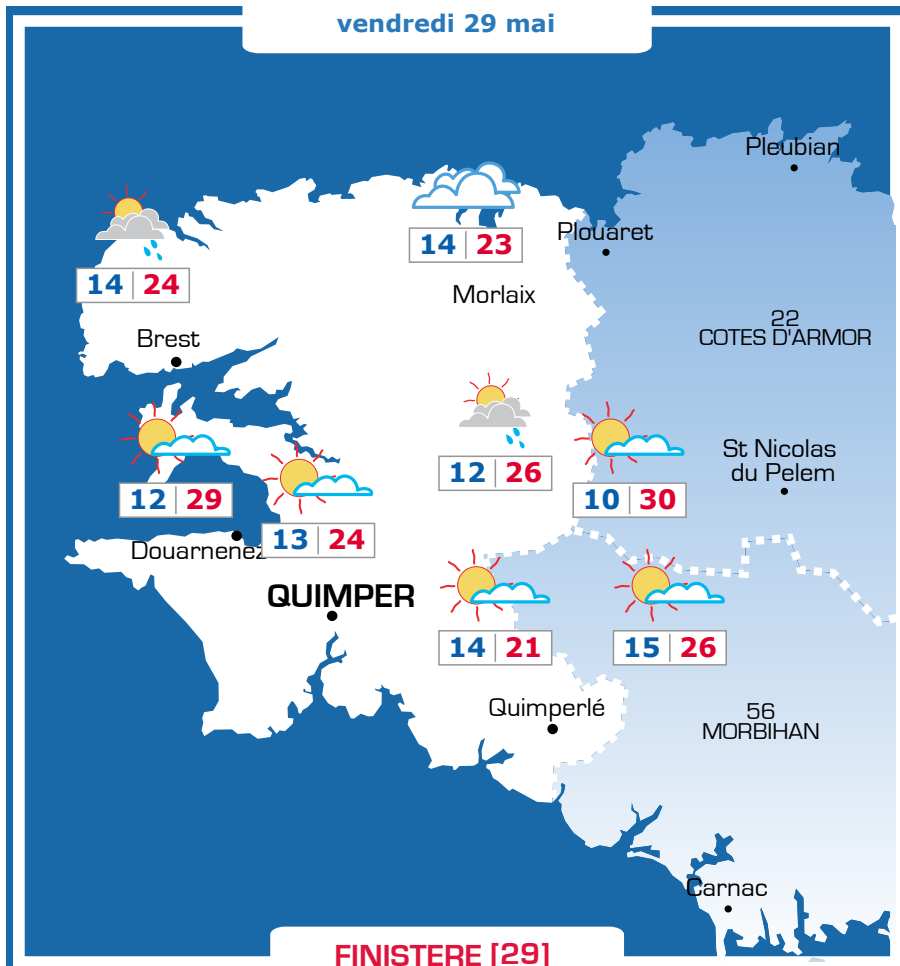 vendredi 29 mai
Pleubian
14 23
Plouaret
14 24
Morlaix
22
COTES D'ARMOR
Brest
St Nicolas
du Pelem
12 26
10 30
12 29
13 24
Douarnenez
QUIMPER
14 21
15 26
Quimperlé
56
MORBIHAN
Carnac
FINISTERE [29]